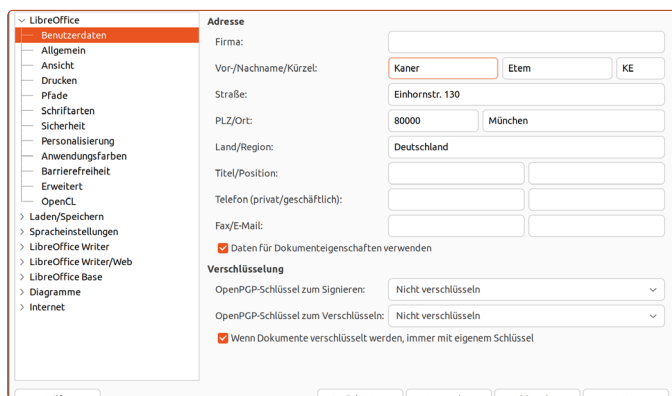 LibreOffice
Benutzerdaten
Allgemein
Ansicht
Drucken
Pfade
Schriftarten
Sicherheit
Personalisierung
Anwendungsfarben
Barrierefreiheit
Erweitert
OpenCL
Laden/Speichern
Spracheinstellungen
LibreOffice Writer
LibreOffice Writer/Web
LibreOffice Base
Diagramme
Internet
Adresse
Firma:
Vor-/Nachname/Kürzel: Kaner Etem KE
Straße: Einhornstr. 130
PLZ/Ort: 80000 München
Land/Region: Deutschland
Titel/Position:
Telefon (privat/geschäftlich):
Fax/E-Mail:
Daten für Dokumenteigenschaften verwenden
Verschlüsselung
OpenPGP-Schlüssel zum Signieren: Nicht verschlüsseln
OpenPGP-Schlüssel zum Verschlüsseln: Nicht verschlüsseln
Wenn Dokumente verschlüsselt werden, immer mit eigenem Schlüssel